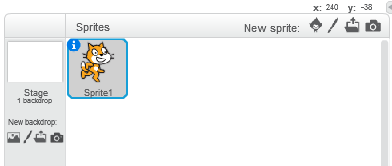 x: 240 y: -38
Sprites New sprite:
Sprite1
Stage
1 backdrop
New backdrop: